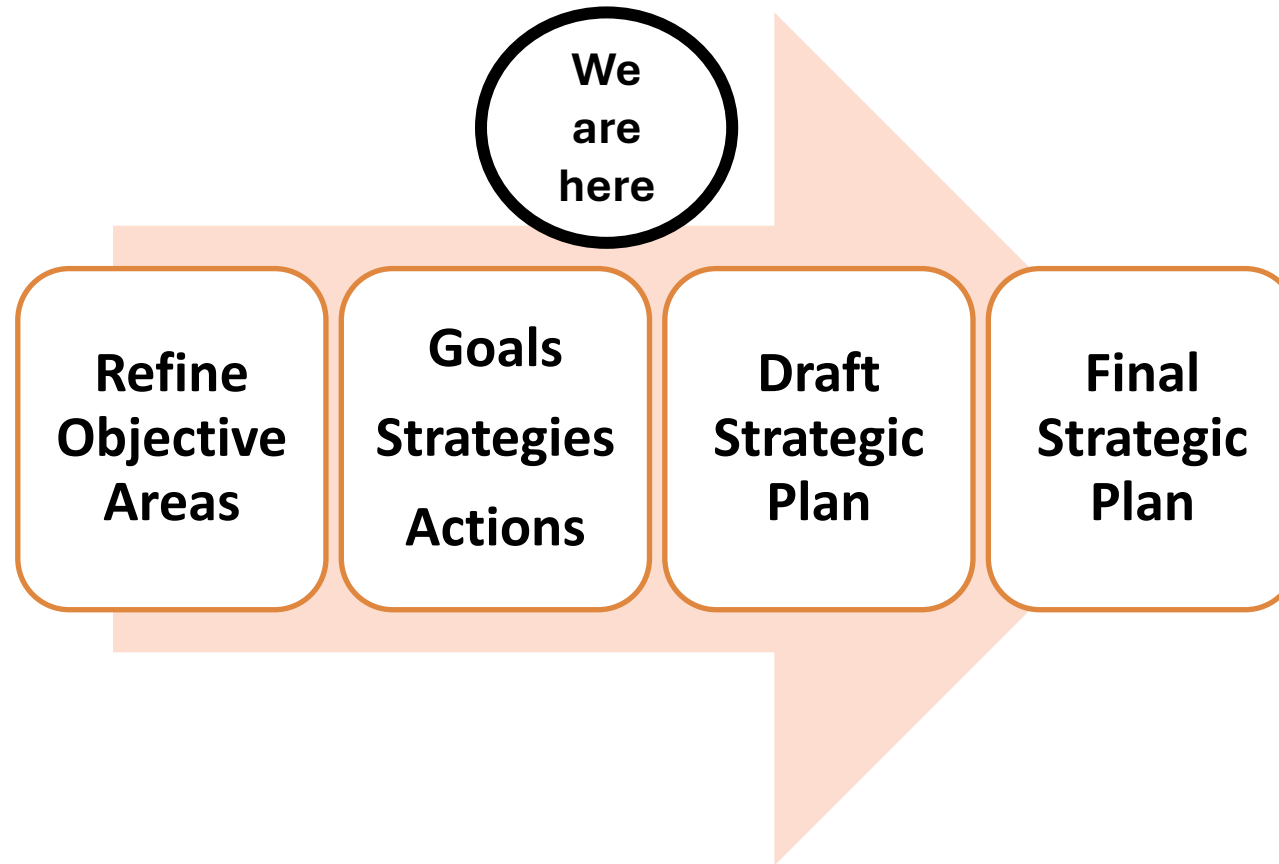 We
are
here
Refine
Objective
Areas
Goals
Strategies
Actions
Draft
Strategic
Plan
Final
Strategic
Plan